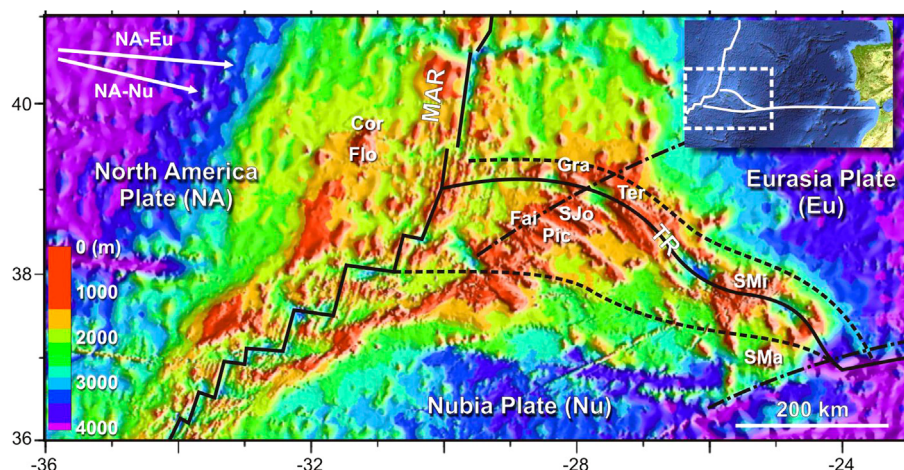 NA-Eu
NA-Nu
MAR
Cor
Flo
North America
Plate (NA)
Gra
Ter
Eurasia Plate
(Eu)
Fai
SJo
Pic
TR
SMi
SMa
0 (m)
1000
2000
3000
4000
Nubia Plate (Nu)
200 km
40
38
36
-36
-32
-28
-24